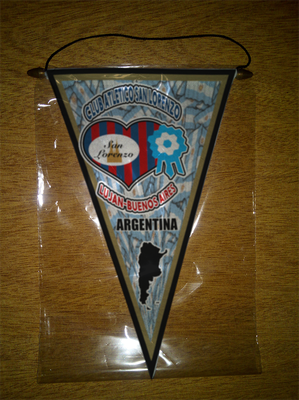 CLUB ATLETICO SAN LORENZO
San
Lorenzo
LUJAN-BUENOS AIRES
ARGENTINA